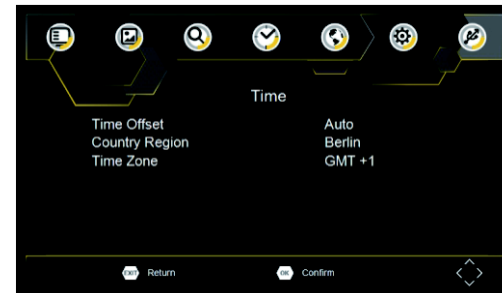 Time
Time Offset Auto
Country Region Berlin
Time Zone GMT +1
EXIT Return OK Confirm